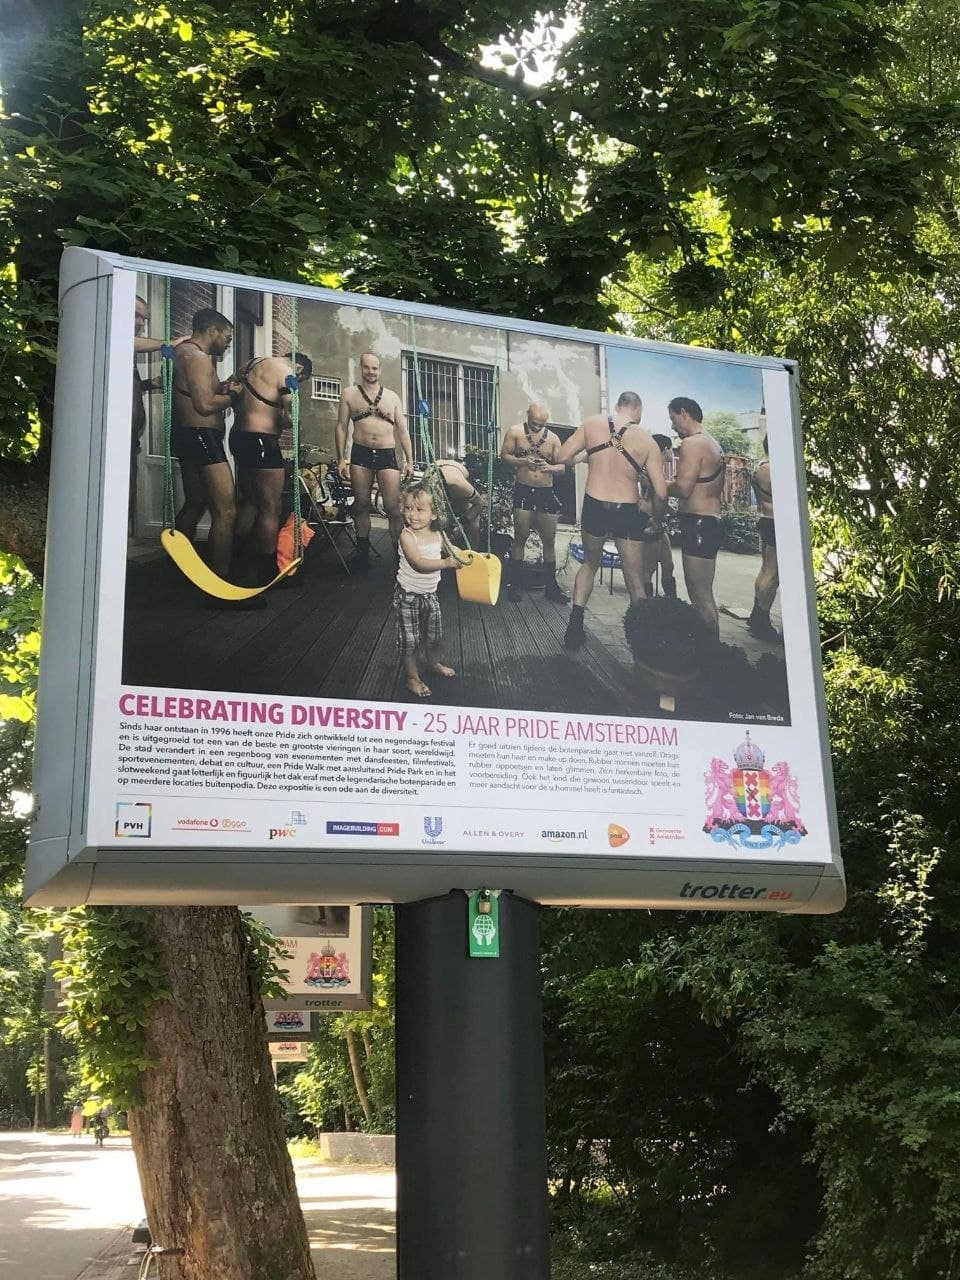 Foto: Jan van Breda
CELEBRATING DIVERSITY - 25 JAAR PRIDE AMSTERDAM
Sinds haar ontstaan in 1996 heeft onze Pride zich ontwikkeld tot een negendaags festival
en is uitgegroeid tot een van de beste en grootste vieringen in haar soort, wereldwijd.
De stad verandert in een regenboog van evenementen met dansfeesten, filmfestivals,
sportevenementen, debat en cultuur, een Pride Walk met aansluitend Pride Park en in het
slotweekend gaat letterlijk en figuurlijk het dak eraf met de legendarische botenparade en
op meerdere locaties buitenpodia. Deze expositie is een ode aan de diversiteit.
Er goed uitzien tijdens de botenparade gaat niet vanzelf. Drags
moeten hun haar en make-up doen. Rubber mannen moeten hun
rubber oppoetsen en laten glimmen. Zo'n herkenbare foto, de
voorbereiding. Ook het kind die gewoon tussendoor speelt en
meer aandacht voor de schommel heeft is fantastisch.
PVH
vodafone Ziggo
pwc
IMAGEBUILDING.COM
Unilever
ALLEN & OVERY
amazon.nl
postnl
Gemeente
Amsterdam
trotter.eu
DAM
trotter